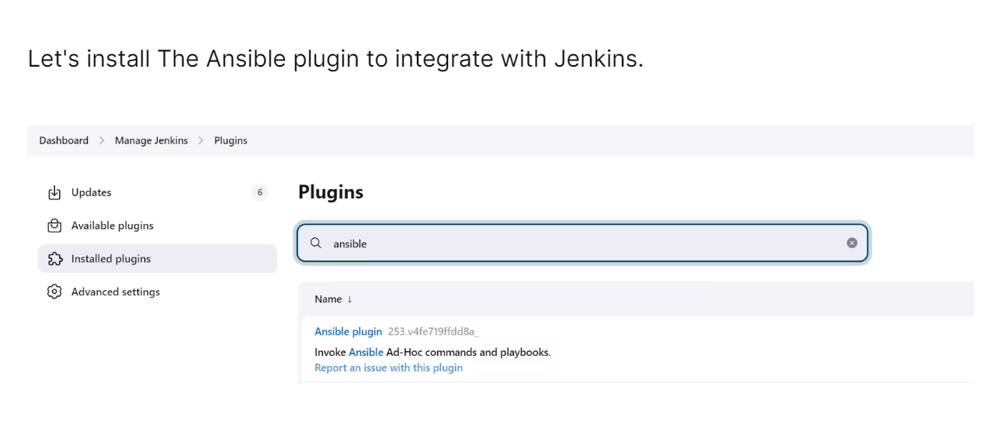 Let's install The Ansible plugin to integrate with Jenkins.
Dashboard > Manage Jenkins > Plugins
Updates 6
Available plugins
Installed plugins
Advanced settings
Plugins
ansible
Name ↓
Ansible plugin 253.v4fe719ffdd8a_
Invoke Ansible Ad-Hoc commands and playbooks.
Report an issue with this plugin